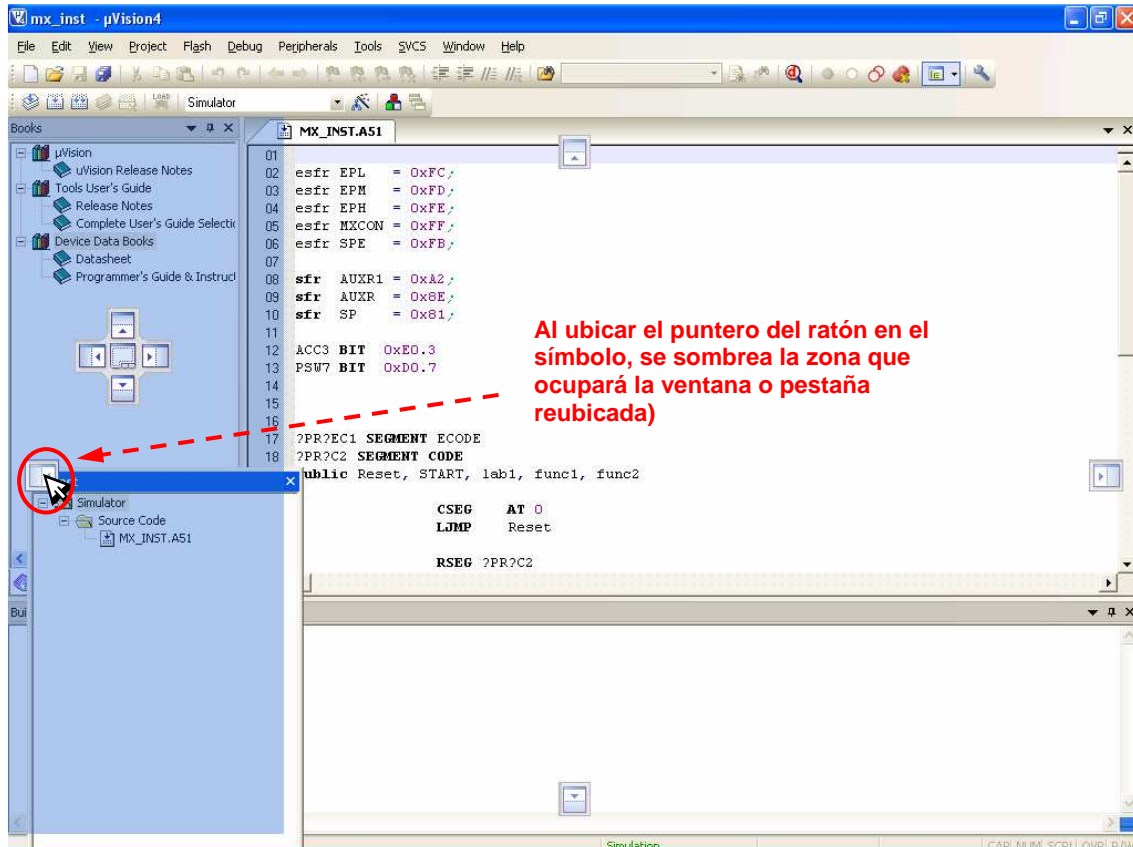 mx_inst - µVision4
File Edit View Project Flash Debug Peripherals Tools SVCS Window Help
LOAD Simulator
Books
MX_INST.A51
µVision
uVision Release Notes
Tools User's Guide
Release Notes
Complete User's Guide Selectic
Device Data Books
Datasheet
Programmer's Guide & Instruct
01
02 esfr EPL = 0xFC;
03 esfr EPM = 0xFD;
04 esfr EPH = 0xFE;
05 esfr MXCON = 0xFF;
06 esfr SPE = 0xFB;
07
08 sfr AUXR1 = 0xA2;
09 sfr AUXR = 0x8E;
10 sfr SP = 0x81;
11
12 ACC3 BIT 0xE0.3
13 PSW7 BIT 0xD0.7
14
15
16
17 ?PR?EC1 SEGMENT ECODE
18 ?PR?C2 SEGMENT CODE
ublic Reset, START, lab1, func1, func2
CSEG AT 0
LJMP Reset
RSEG ?PR?C2
Al ubicar el puntero del ratón en el
símbolo, se sombrea la zona que
ocupará la ventana o pestaña
reubicada)
Simulator
Source Code
MX_INST.A51
Bui
Simulation
CAP NUM SCRL OVR R/W